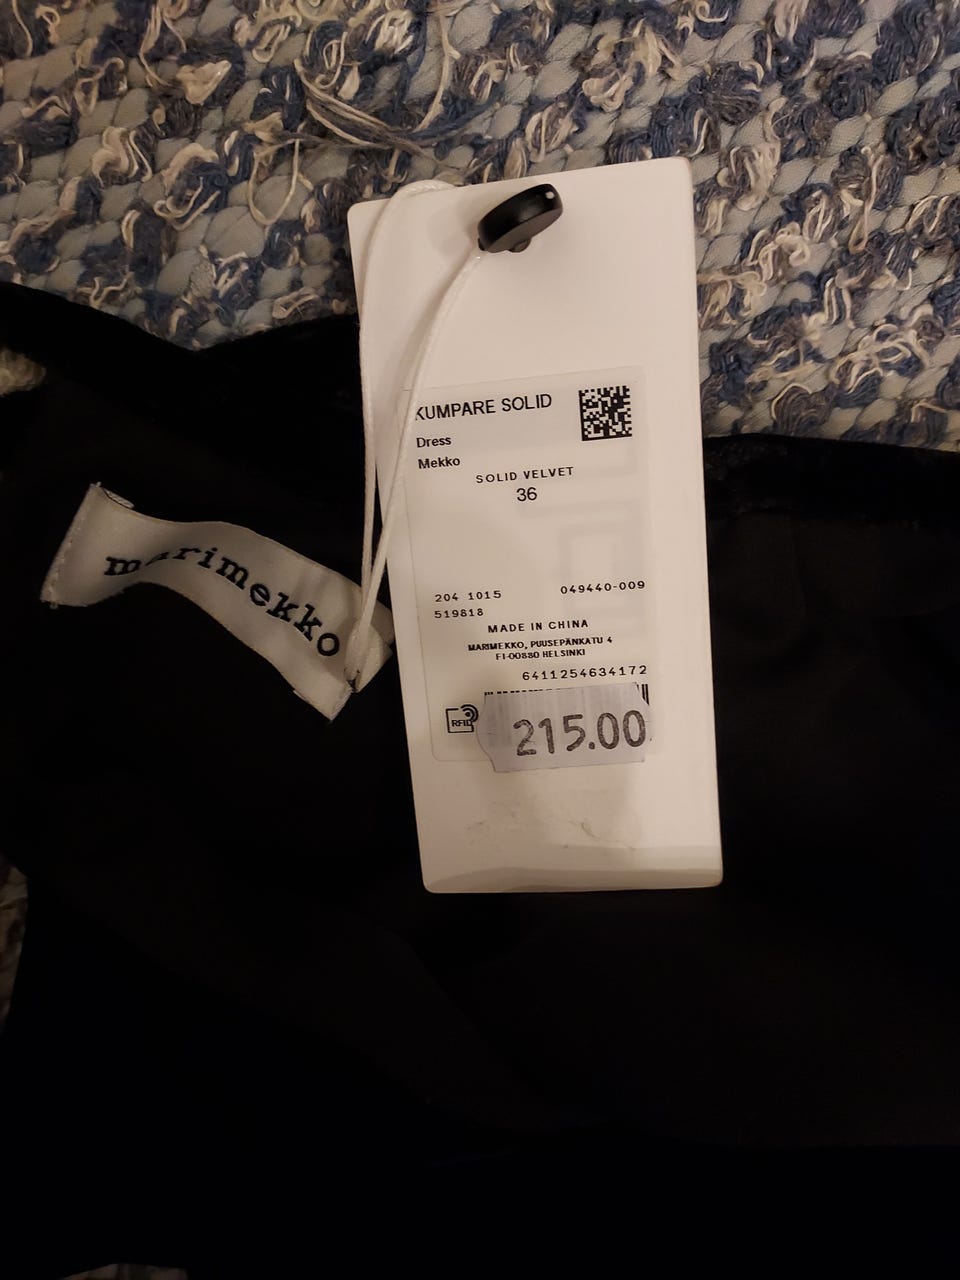 KUMPARE SOLID
Dress
Mekko
SOLID VELVET
36
204 1015 049440-009
519818
MADE IN CHINA
MARIMEKKO, PUUSEPÄNKATU 4
FI-00880 HELSINKI
6411254634172
RFID
215.00
marimekko